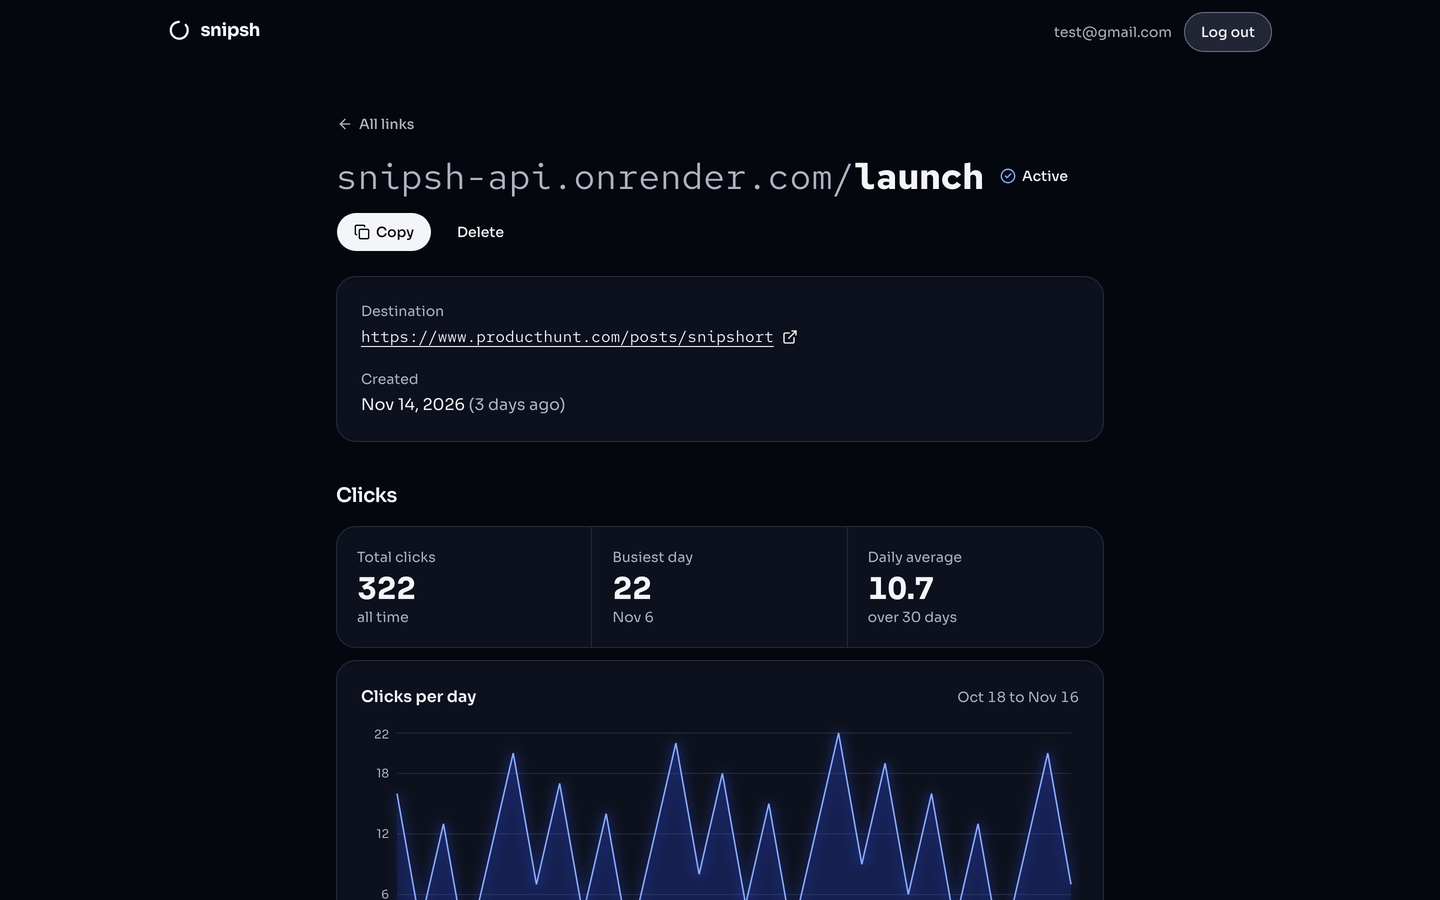 snipsh
test@gmail.com
Log out
All links
snipsh-api.onrender.com/launch
Active
Copy
Delete
Destination
https://www.producthunt.com/posts/snipshort
Created
Nov 14, 2026 (3 days ago)
Clicks
Total clicks
322
all time
Busiest day
22
Nov 6
Daily average
10.7
over 30 days
Clicks per day
Oct 18 to Nov 16
22
18
12
6